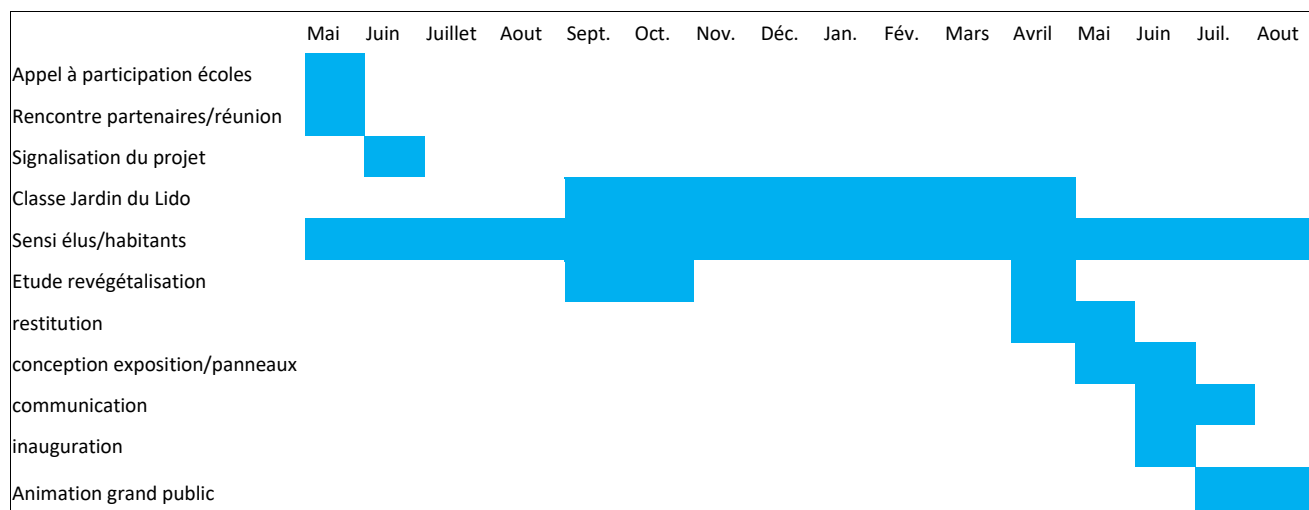 Mai Juin Juillet Aout Sept. Oct. Nov. Déc. Jan. Fév. Mars Avril Mai Juin Juil. Aout
Appel à participation écoles
Rencontre partenaires/réunion
Signalisation du projet
Classe Jardin du Lido
Sensi élus/habitants
Etude revégétalisation
restitution
conception exposition/panneaux
communication
inauguration
Animation grand public